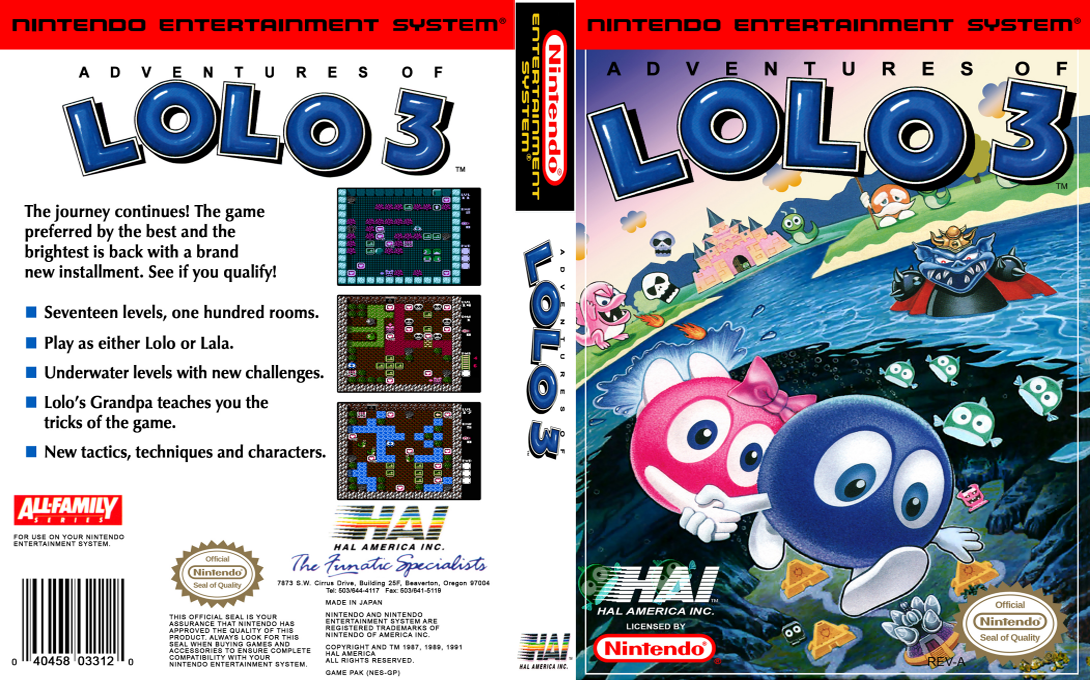 NINTENDO ENTERTAINMENT SYSTEM®
ADVENTURES OF
LOLO 3
TM
The journey continues! The game
preferred by the best and the
brightest is back with a brand
new installment. See if you qualify!
Seventeen levels, one hundred rooms.
Play as either Lolo or Lala.
Underwater levels with new challenges.
Lolo's Grandpa teaches you the
tricks of the game.
New tactics, techniques and characters.
ALL-FAMILY
SERIES
FOR USE ON YOUR NINTENDO
ENTERTAINMENT SYSTEM.
0 40458 03312 0
Official
Nintendo
Seal of Quality
THIS OFFICIAL SEAL IS YOUR
ASSURANCE THAT NINTENDO HAS
APPROVED THE QUALITY OF THIS
PRODUCT. ALWAYS LOOK FOR THIS
SEAL WHEN BUYING GAMES AND
ACCESSORIES TO ENSURE COMPLETE
COMPATIBILITY WITH YOUR
NINTENDO ENTERTAINMENT SYSTEM.
HAI
HAL AMERICA INC.
The Funatic Specialists
7873 S.W. Cirrus Drive, Building 25F, Beaverton, Oregon 97004
Tel: 503/644-4117 Fax: 503/641-5119
MADE IN JAPAN
NINTENDO AND NINTENDO
ENTERTAINMENT SYSTEM ARE
REGISTERED TRADEMARKS OF
NINTENDO OF AMERICA INC.
COPYRIGHT AND TM 1987, 1989, 1991
HAL AMERICA
ALL RIGHTS RESERVED.
GAME PAK (NES-GP)
Nintendo®
ENTERTAINMENT
SYSTEM®
ADVENTURES OF
LOLO 3
TM
HAI
HAL AMERICA INC.
NINTENDO ENTERTAINMENT SYSTEM®
ADVENTURES OF
LOLO 3
TM
HAI
TM
HAL AMERICA INC.
LICENSED BY
Nintendo®
Official
Nintendo
Seal of Quality
REV-A